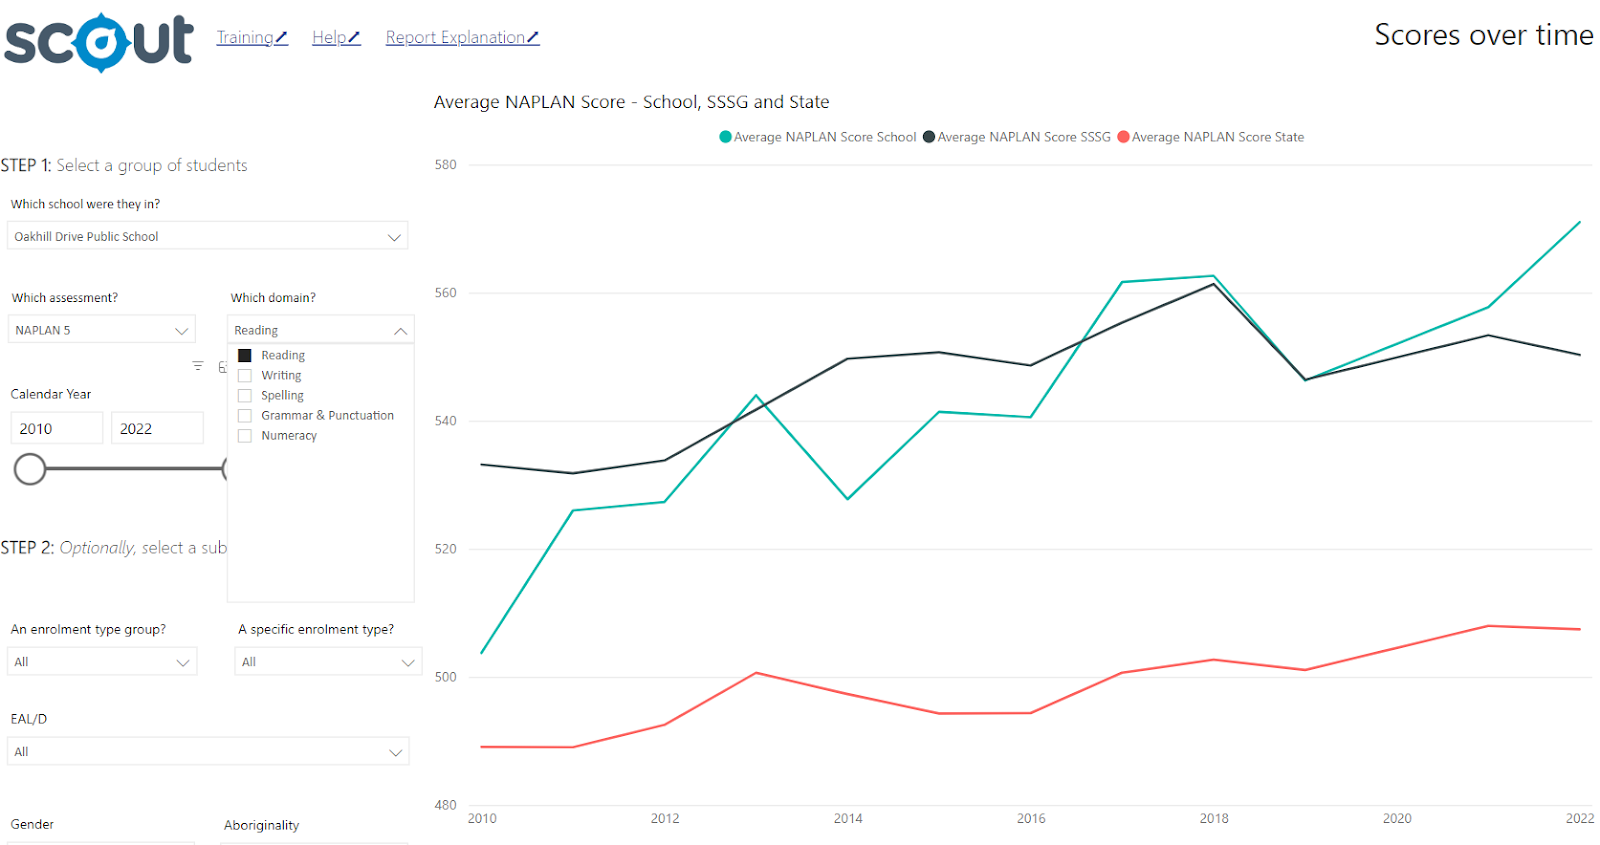 scout
Training Help Report Explanation
Scores over time
Average NAPLAN Score - School, SSSG and State
Average NAPLAN Score School Average NAPLAN Score SSSG Average NAPLAN Score State
STEP 1: Select a group of students
Which school were they in?
Oakhill Drive Public School
Which assessment? Which domain?
NAPLAN 5 Reading
Reading
Writing
Spelling
Grammar & Punctuation
Numeracy
Calendar Year
2010 2022
STEP 2: Optionally, select a sub
An enrolment type group? A specific enrolment type?
All All
EAL/D
All
Gender Aboriginality
580
560
540
520
500
480
2010 2012 2014 2016 2018 2020 2022